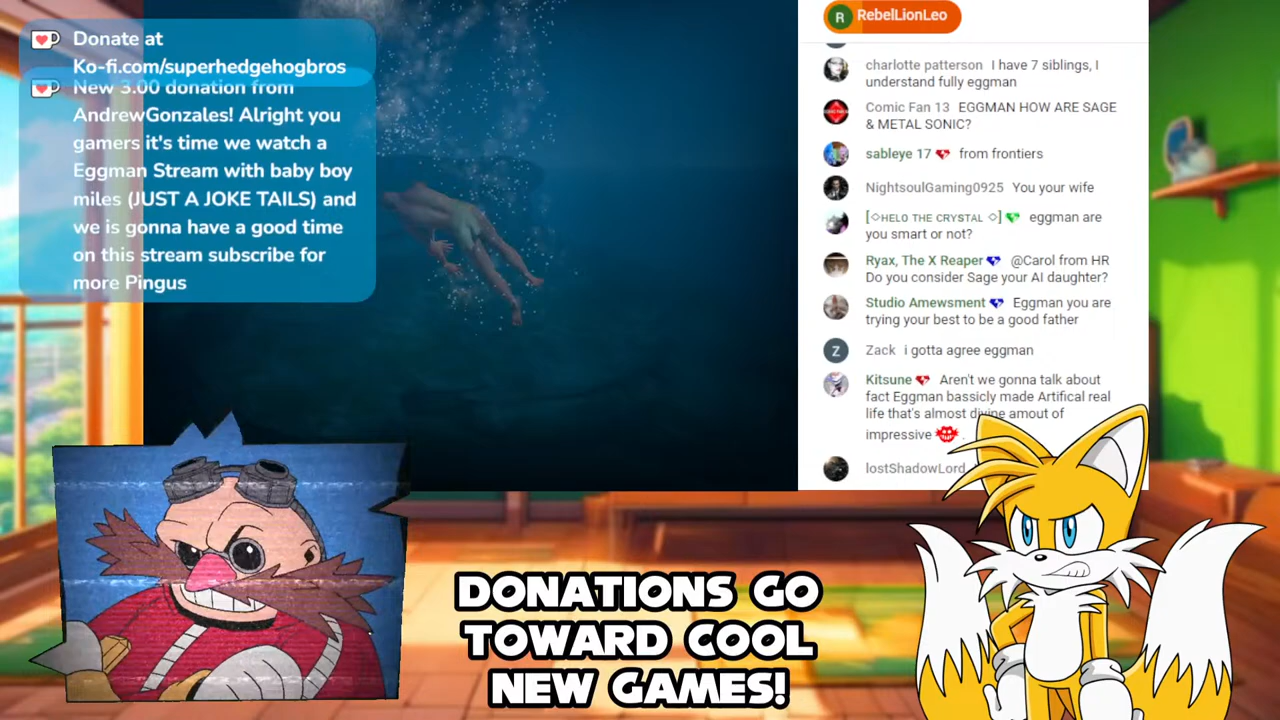 Donate at
Ko-fi.com/superhedgehogbros
New 3.00 donation from
AndrewGonzales! Alright you
gamers it's time we watch a
Eggman Stream with baby boy
miles (JUST A JOKE TAILS) and
we is gonna have a good time
on this stream subscribe for
more Pingus
R RebelLionLeo
charlotte patterson I have 7 siblings, I
understand fully eggman
Comic Fan 13 EGGMAN HOW ARE SAGE
& METAL SONIC?
sableye 17 from frontiers
NightsoulGaming0925 You your wife
[◇HELO THE CRYSTAL ◇] eggman are
you smart or not?
Ryax, The X Reaper @Carol from HR
Do you consider Sage your AI daughter?
Studio Amewsment Eggman you are
trying your best to be a good father
Z Zack i gotta agree eggman
Kitsune Aren't we gonna talk about
fact Eggman bassicly made Artifical real
life that's almost divine amout of
impressive .
lostShadowLord
DONATIONS GO
TOWARD COOL
NEW GAMES!